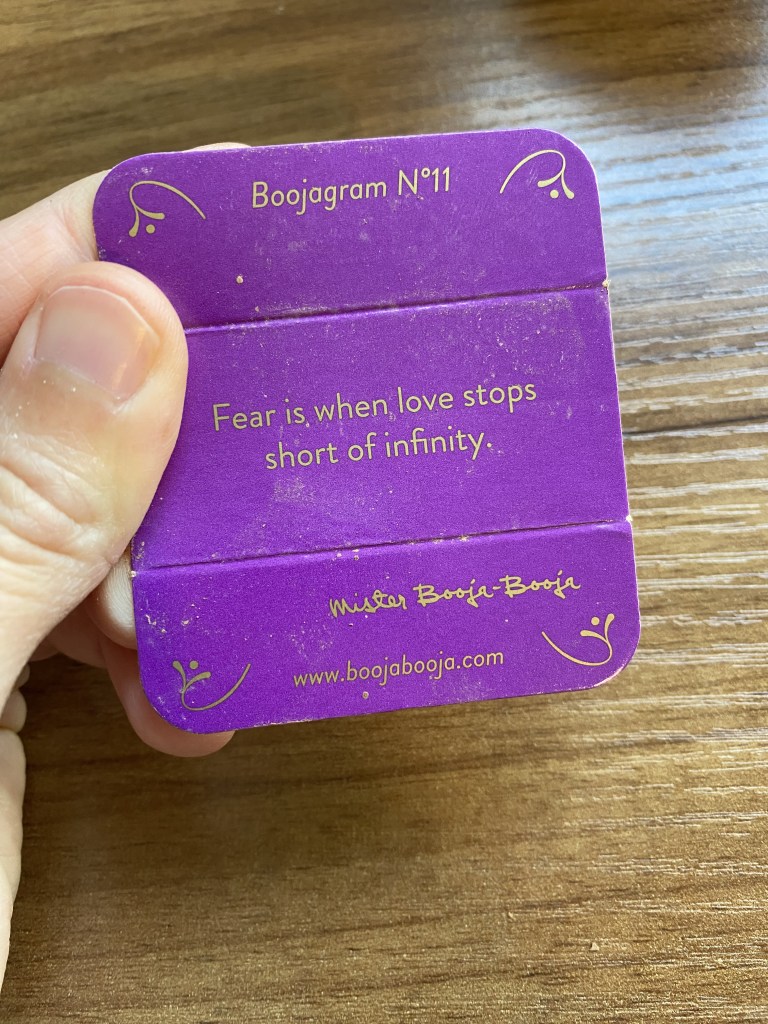 Boojagram N°11
Fear is when love stops
short of infinity.
Mister Booja-Booja
www.boojabooja.com